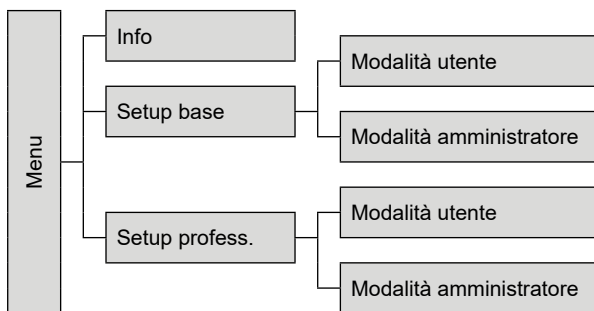 Menu
Info
Setup base
Modalità utente
Modalità amministratore
Setup profess.
Modalità utente
Modalità amministratore